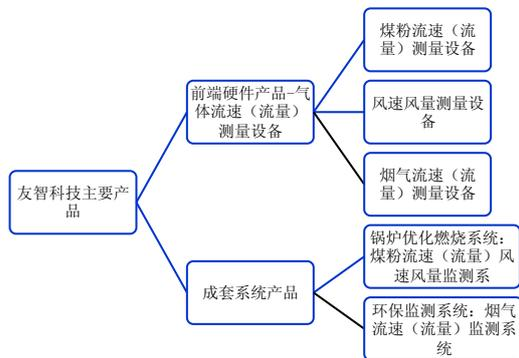 煤粉流速（流
量）测量设备
前端硬件产品-气
体流速（流量）
测量设备
风速风量测量设
备
烟气流速（流
量）测量设备
友智科技主要产
品
锅炉优化燃烧系统：
煤粉流速（流量）风
速风量监测系
成套系统产品
环保监测系统：烟气
流速（流量）监测系
统